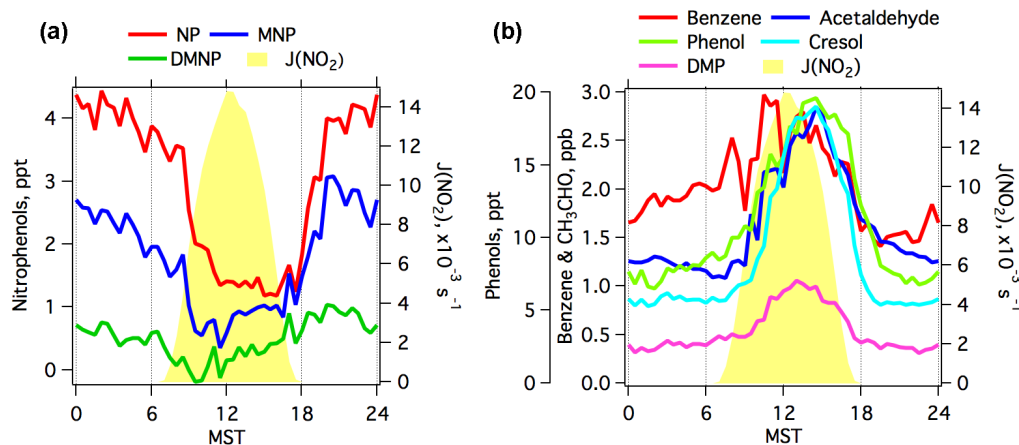 (a)
NP MNP
DMNP J(NO₂)
4
3
2
1
0
Nitrophenols, ppt
14
12
10
8
6
4
2
0
J(NO₂), x10⁻³ s⁻¹
0 6 12 18 24
MST
(b)
Benzene Acetaldehyde
Phenol Cresol
DMP J(NO₂)
20
15
10
5
0
Phenols, ppt
3.0
2.5
2.0
1.5
1.0
0.5
0.0
Benzene & CH₃CHO, ppb
14
12
10
8
6
4
2
0
J(NO₂), x10⁻³ s⁻¹
0 6 12 18 24
MST